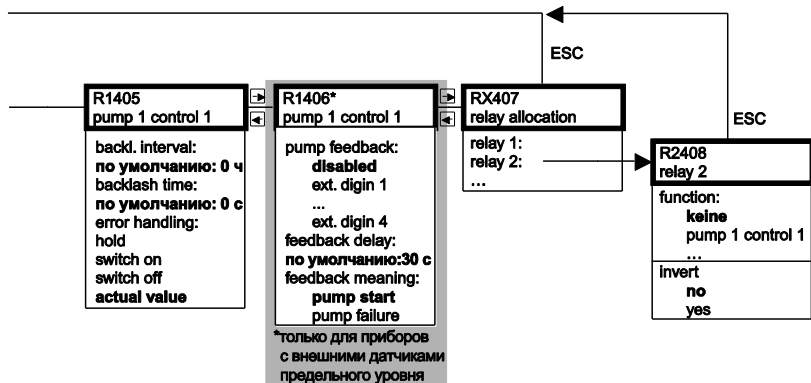 ESC
R1405
pump 1 control 1
backl. interval:
по умолчанию: 0 ч
backlash time:
по умолчанию: 0 с
error handling:
hold
switch on
switch off
actual value
R1406*
pump 1 control 1
pump feedback:
disabled
ext. digin 1
...
ext. digin 4
feedback delay:
по умолчанию:30 с
feedback meaning:
pump start
pump failure
*только для приборов
с внешними датчиками
предельного уровня
RX407
relay allocation
relay 1:
relay 2:
...
ESC
R2408
relay 2
function:
keine
pump 1 control 1
...
invert
no
yes